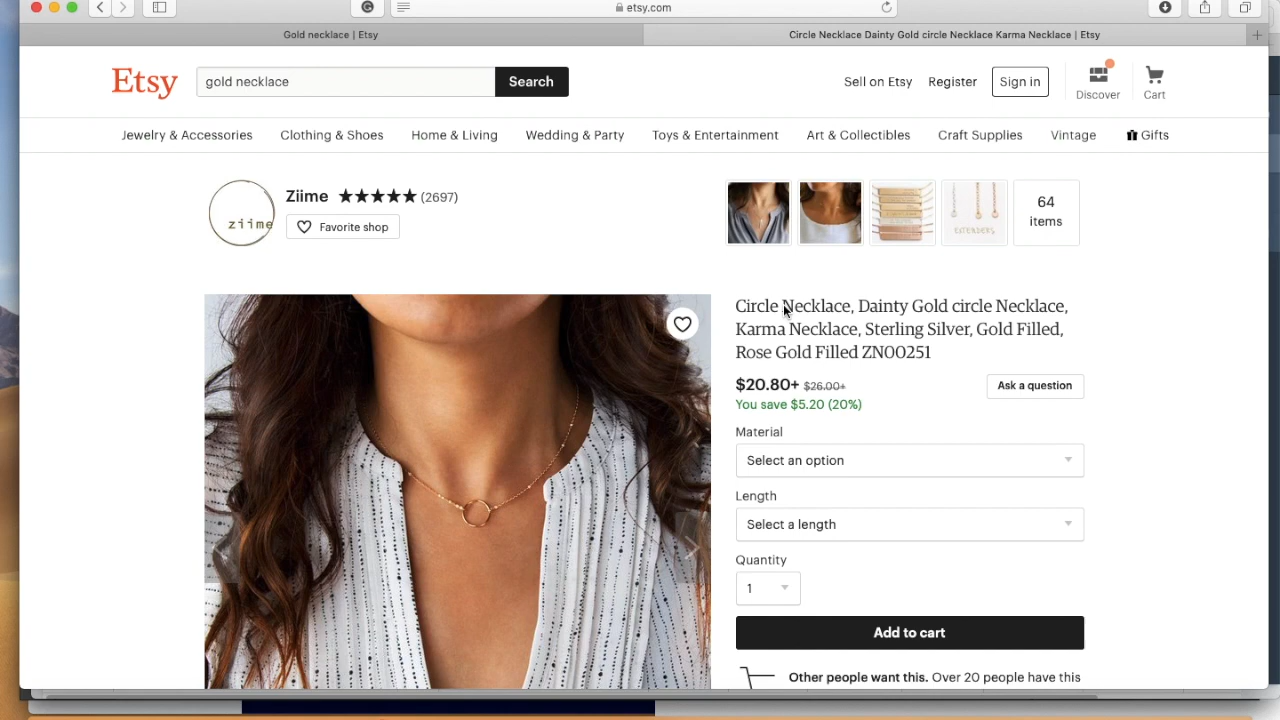 etsy.com
Gold necklace | Etsy
Circle Necklace Dainty Gold circle Necklace Karma Necklace | Etsy
Etsy
gold necklace
Search
Sell on Etsy
Register
Sign in
Discover
Cart
Jewelry & Accessories
Clothing & Shoes
Home & Living
Wedding & Party
Toys & Entertainment
Art & Collectibles
Craft Supplies
Vintage
Gifts
ziime
Ziime ★★★★★ (2697)
Favorite shop
EXTENDERS
64
items
Circle Necklace, Dainty Gold circle Necklace,
Karma Necklace, Sterling Silver, Gold Filled,
Rose Gold Filled ZN00251
$20.80+ $26.00+
Ask a question
You save $5.20 (20%)
Material
Select an option
Length
Select a length
Quantity
1
Add to cart
Other people want this. Over 20 people have this